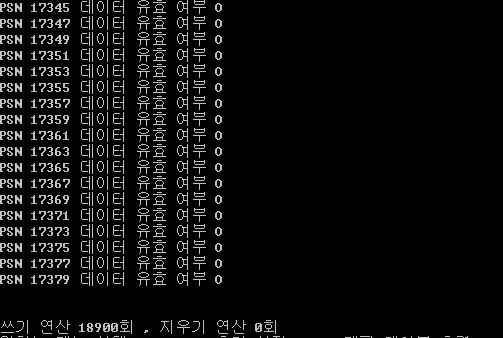 PSN 17345 데이터 유효 여부 0
PSN 17347 데이터 유효 여부 0
PSN 17349 데이터 유효 여부 0
PSN 17351 데이터 유효 여부 0
PSN 17353 데이터 유효 여부 0
PSN 17355 데이터 유효 여부 0
PSN 17357 데이터 유효 여부 0
PSN 17359 데이터 유효 여부 0
PSN 17361 데이터 유효 여부 0
PSN 17363 데이터 유효 여부 0
PSN 17365 데이터 유효 여부 0
PSN 17367 데이터 유효 여부 0
PSN 17369 데이터 유효 여부 0
PSN 17371 데이터 유효 여부 0
PSN 17373 데이터 유효 여부 0
PSN 17375 데이터 유효 여부 0
PSN 17377 데이터 유효 여부 0
PSN 17379 데이터 유효 여부 0
쓰기 연산 18900회 , 지우기 연산 0회